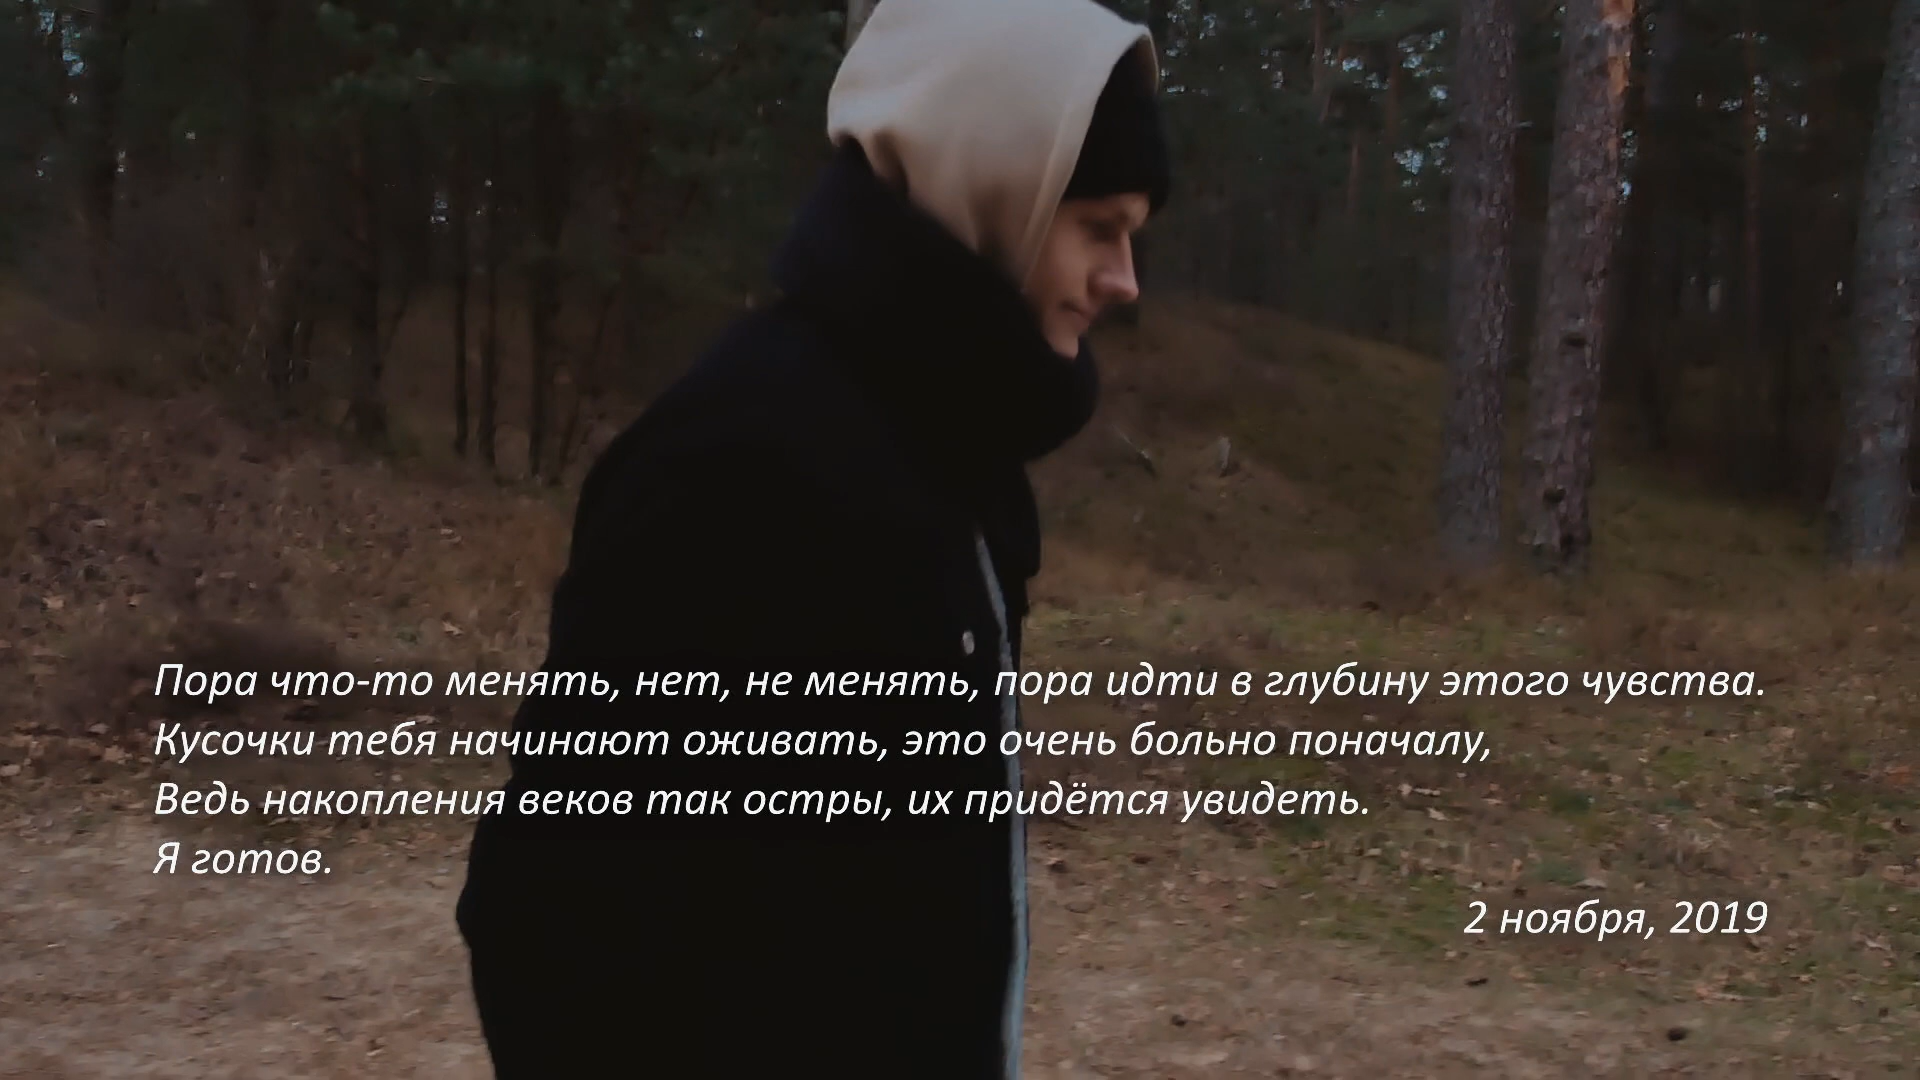 Пора что-то менять, нет, не менять, пора идти в глубину этого чувства.
Кусочки тебя начинают оживать, это очень больно поначалу,
Ведь накопления веков так остры, их придётся увидеть.
Я готов.
2 ноября, 2019